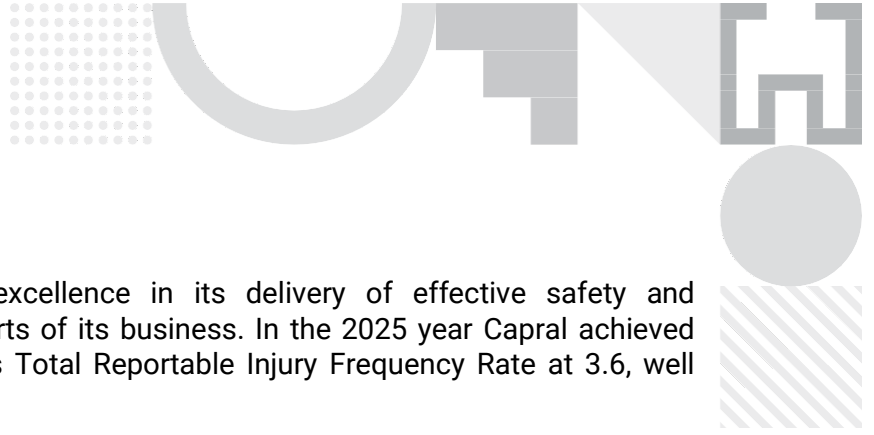 excellence in its delivery of effective safety and
of its business. In the 2025 year Capral achieved
Total Reportable Injury Frequency Rate at 3.6, well